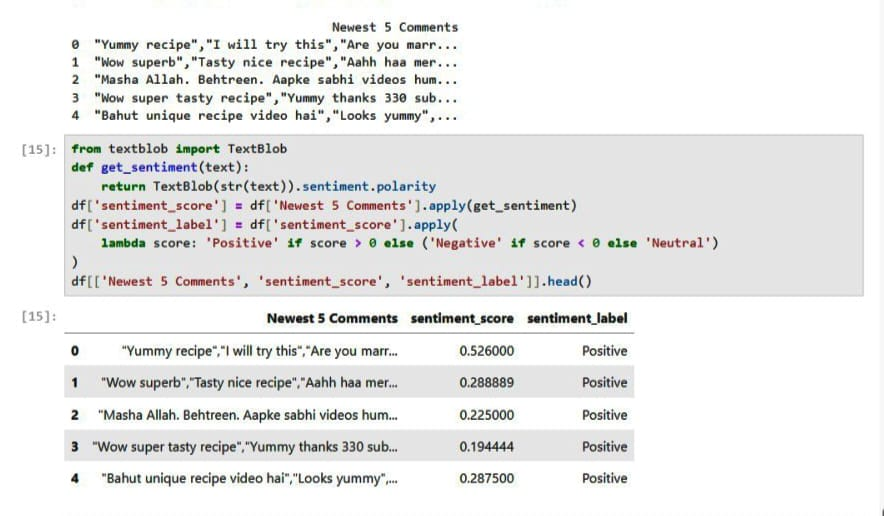 Newest 5 Comments
0 "Yummy recipe","I will try this","Are you marr...
1 "Wow superb","Tasty nice recipe","Aahh haa mer...
2 "Masha Allah. Behtreen. Aapke sabhi videos hum...
3 "Wow super tasty recipe","Yummy thanks 330 sub...
4 "Bahut unique recipe video hai","Looks yummy",...
[15]: from textblob import TextBlob
def get_sentiment(text):
    return TextBlob(str(text)).sentiment.polarity
df['sentiment_score'] = df['Newest 5 Comments'].apply(get_sentiment)
df['sentiment_label'] = df['sentiment_score'].apply(
    lambda score: 'Positive' if score > 0 else ('Negative' if score < 0 else 'Neutral')
)
df[['Newest 5 Comments', 'sentiment_score', 'sentiment_label']].head()
[15]: Newest 5 Comments sentiment_score sentiment_label
0 "Yummy recipe","I will try this","Are you marr... 0.526000 Positive
1 "Wow superb","Tasty nice recipe","Aahh haa mer... 0.288889 Positive
2 "Masha Allah. Behtreen. Aapke sabhi videos hum... 0.225000 Positive
3 "Wow super tasty recipe","Yummy thanks 330 sub... 0.194444 Positive
4 "Bahut unique recipe video hai","Looks yummy",... 0.287500 Positive